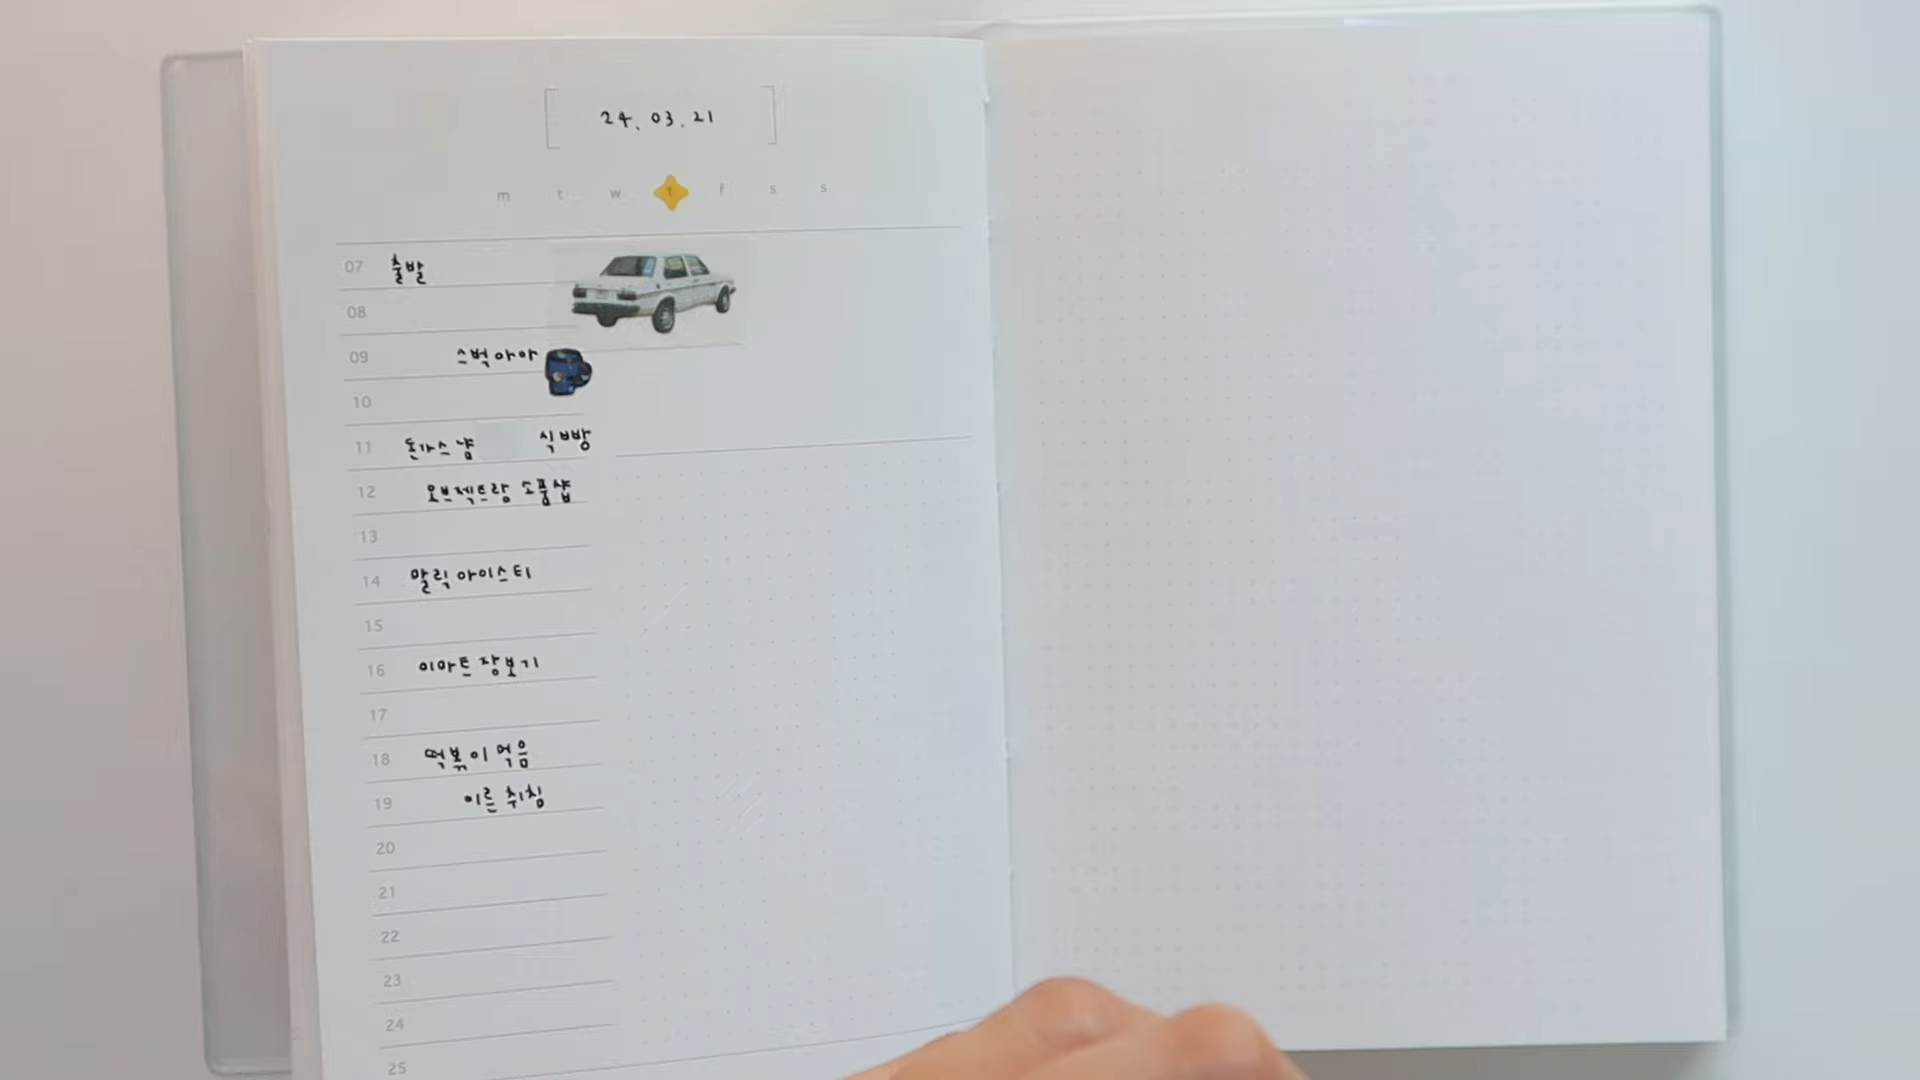 24. 03. 21
m t w t f s s
07 출발
08
09 스벅 아아
10
11 돈가스 냠 식빵
12 오브젝트랑 소품샵
13
14 말릭 아이스티
15
16 이마트 장보기
17
18 떡볶이 먹음
19 이른 취침
20
21
22
23
24
25